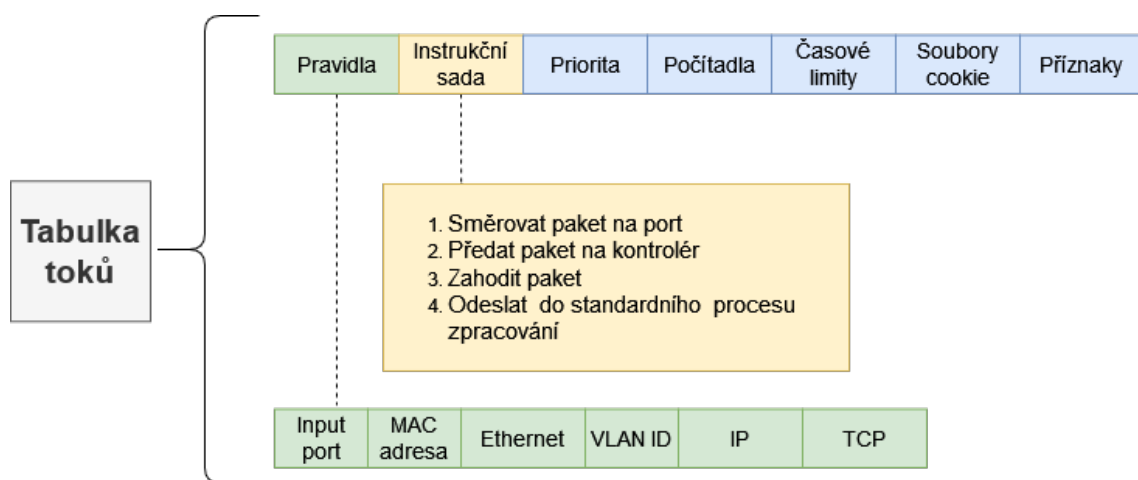 Pravidla
Instrukční
sada
Priorita
Počítadla
Časové
limity
Soubory
cookie
Příznaky
Tabulka
toků
1. Směrovat paket na port
2. Předat paket na kontrolér
3. Zahodit paket
4. Odeslat do standardního procesu
zpracování
Input
port
MAC
adresa
Ethernet
VLAN ID
IP
TCP